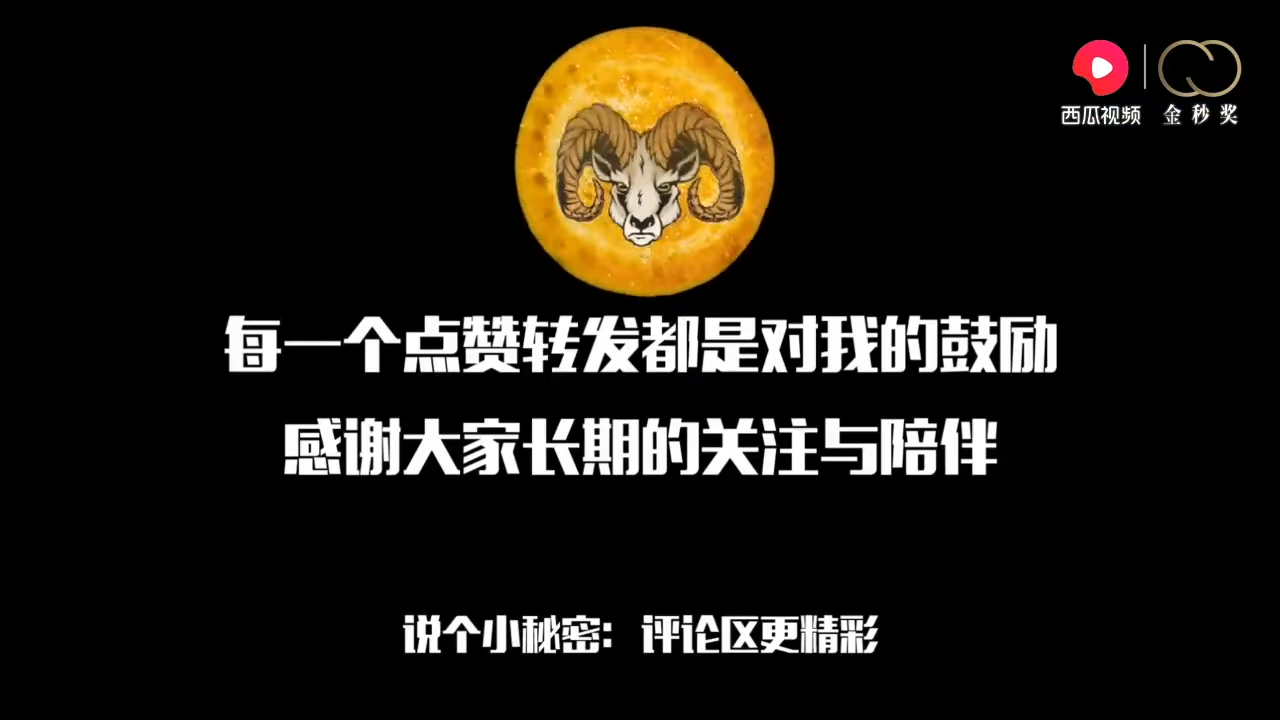 西瓜视频 金秒奖
每一个点赞转发都是对我的鼓励
感谢大家长期的关注与陪伴
说个小秘密：评论区更精彩